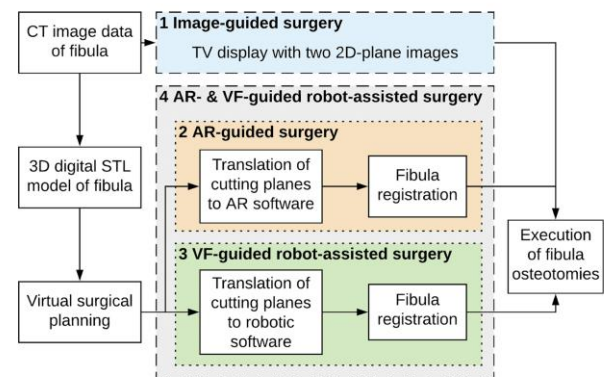 CT image data
of fibula
1 Image-guided surgery
TV display with two 2D-plane images
4 AR- & VF-guided robot-assisted surgery
2 AR-guided surgery
3D digital STL
model of fibula
Translation of
cutting planes
to AR software
Fibula
registration
Execution
of fibula
osteotomies
3 VF-guided robot-assisted surgery
Virtual surgical
planning
Translation of
cutting planes
to robotic
software
Fibula
registration